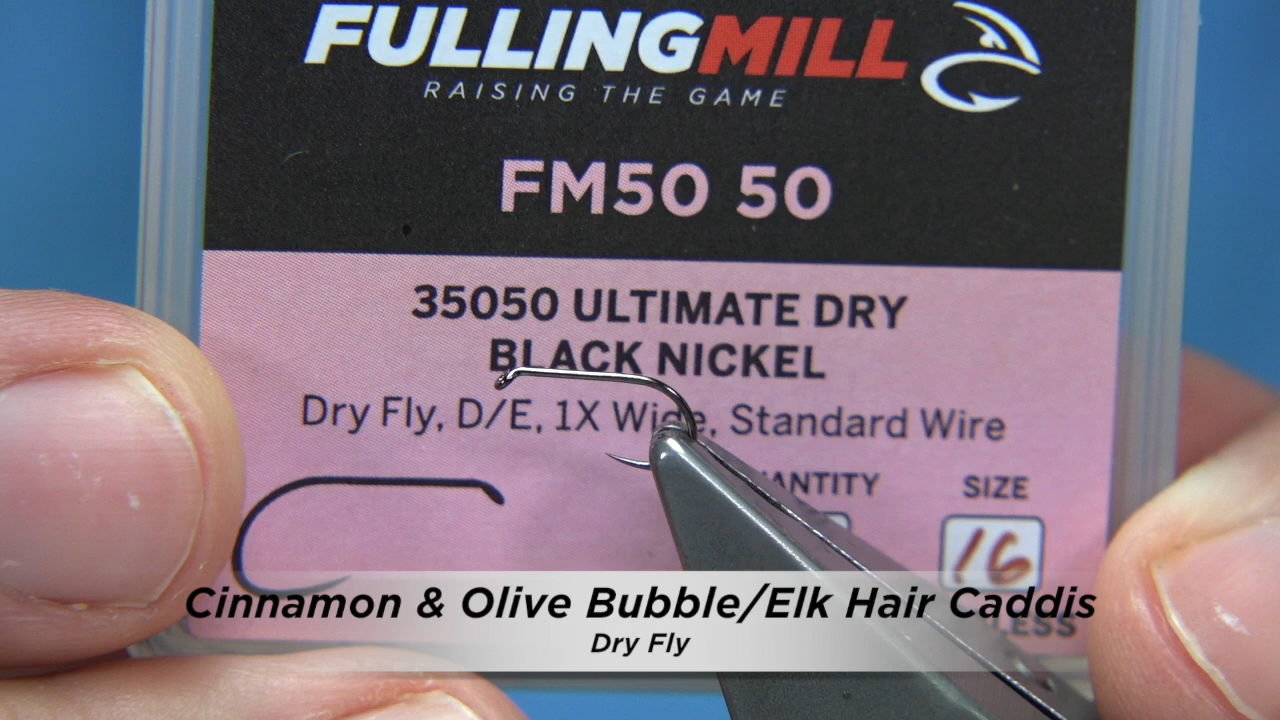 FULLINGMILL
RAISING THE GAME
FM50 50
35050 ULTIMATE DRY
BLACK NICKEL
Dry Fly, D/E, 1X Wide, Standard Wire
SIZE
16
Cinnamon & Olive Bubble/Elk Hair Caddis
Dry Fly